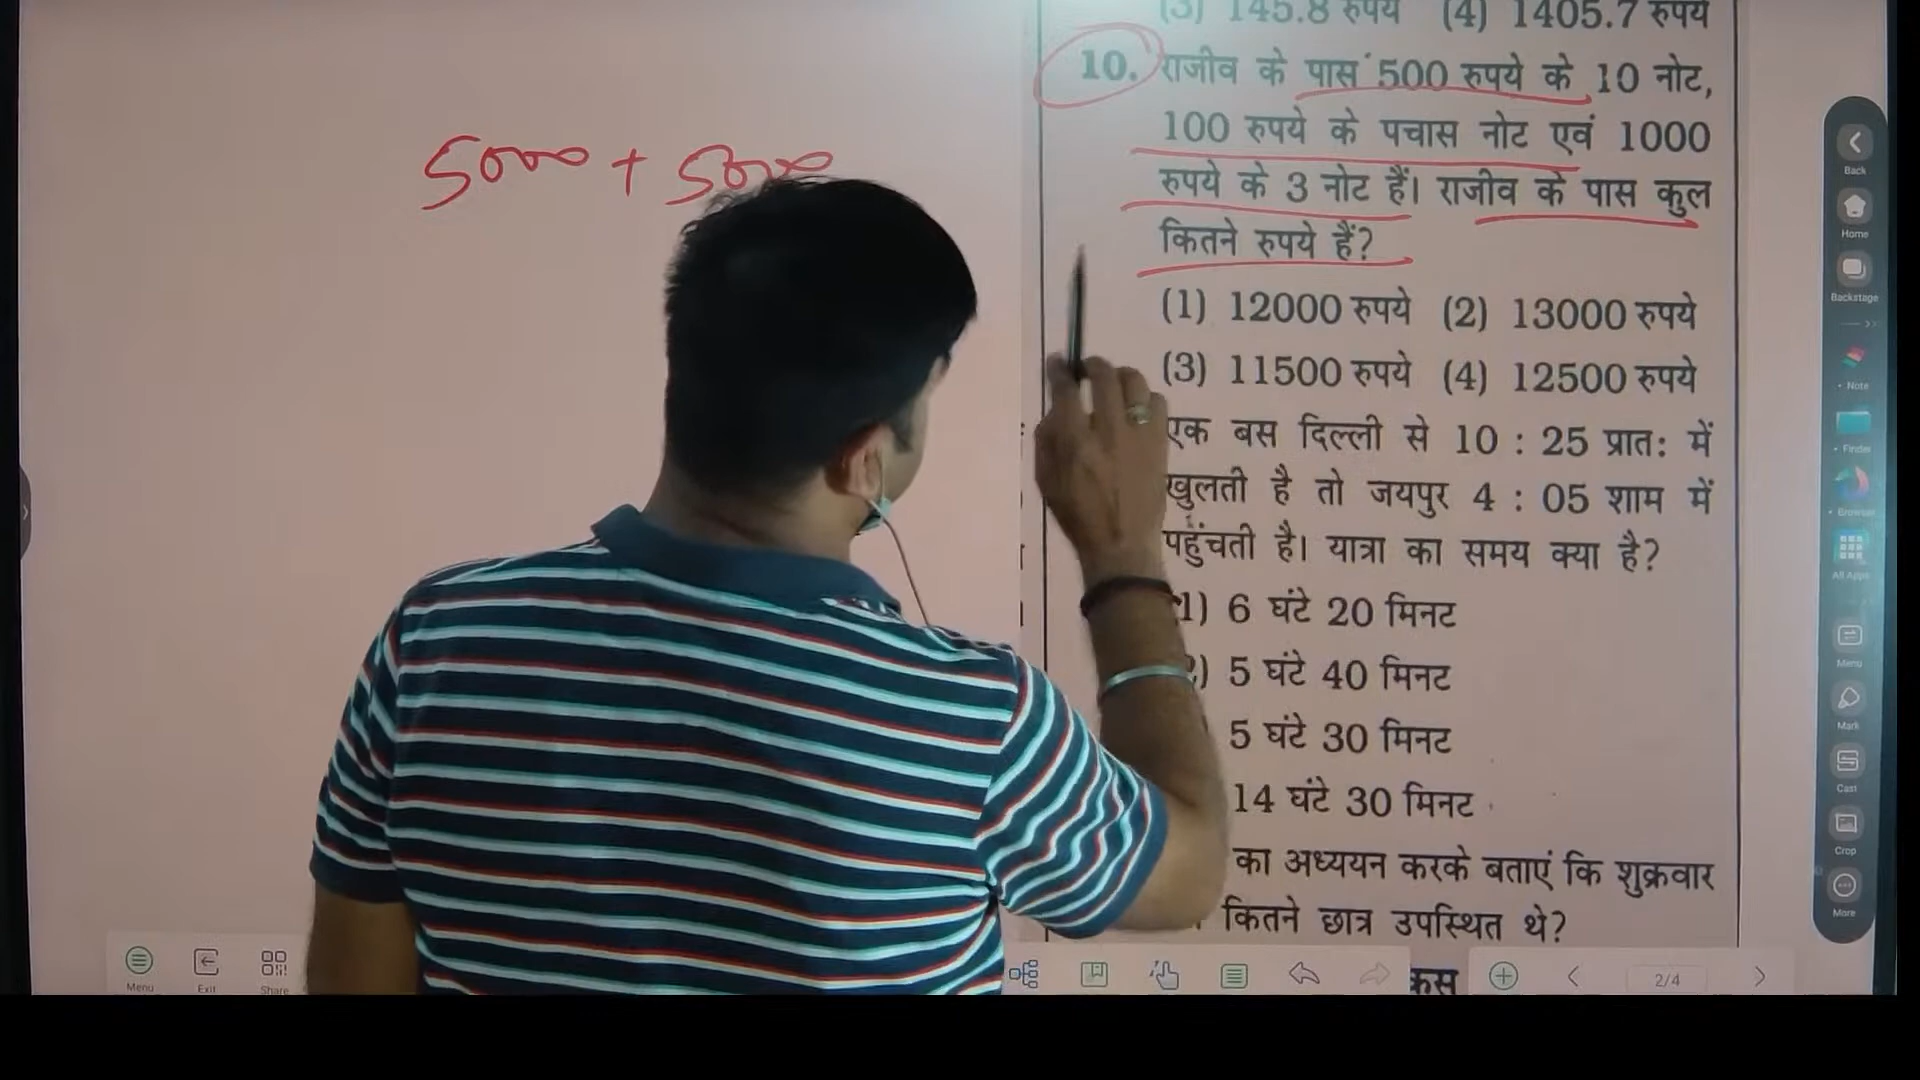 (3) 145.8 रुपये (4) 1405.7 रुपये
10. राजीव के पास 500 रुपये के 10 नोट,
100 रुपये के पचास नोट एवं 1000
रुपये के 3 नोट हैं। राजीव के पास कुल
कितने रुपये हैं?
(1) 12000 रुपये (2) 13000 रुपये
(3) 11500 रुपये (4) 12500 रुपये
एक बस दिल्ली से 10 : 25 प्रात: में
खुलती है तो जयपुर 4 : 05 शाम में
पहुंचती है। यात्रा का समय क्या है?
1) 6 घंटे 20 मिनट
2) 5 घंटे 40 मिनट
5 घंटे 30 मिनट
14 घंटे 30 मिनट
का अध्ययन करके बताएं कि शुक्रवार
कितने छात्र उपस्थित थे?
5000 + 5000
Back
Home
Backstage
Note
Finder
Browser
All Apps
Menu
Mark
Cast
Crop
More
Menu Exit Share
2/4